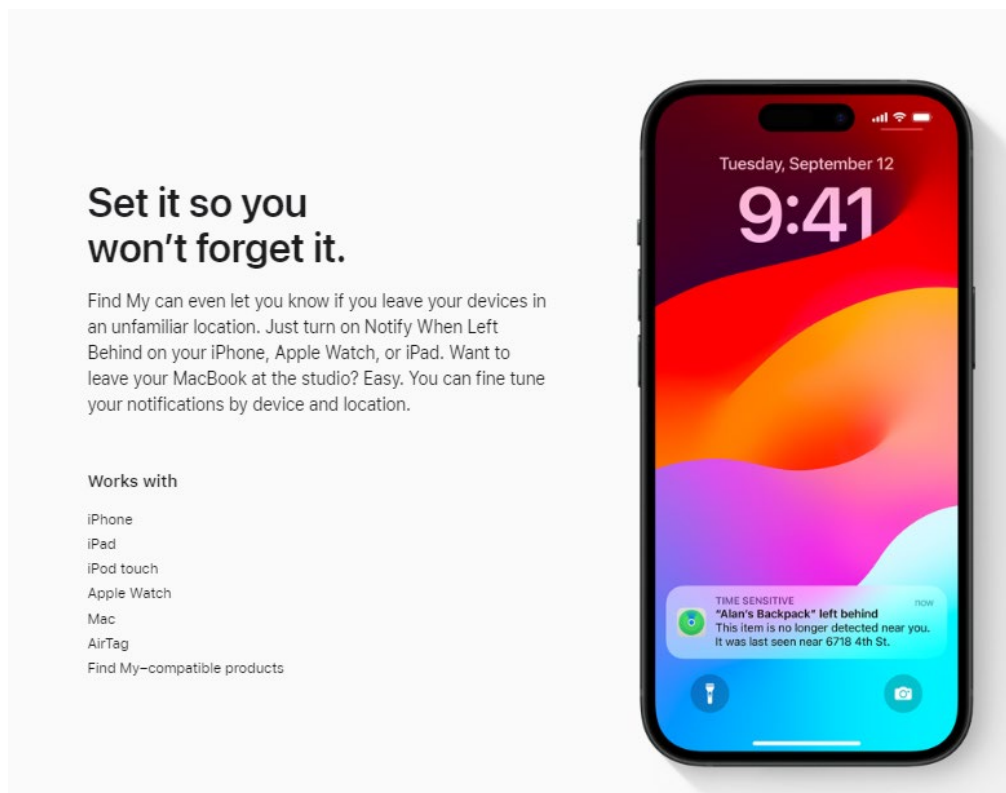 Set it so you
won’t forget it.
Find My can even let you know if you leave your devices in
an unfamiliar location. Just turn on Notify When Left
Behind on your iPhone, Apple Watch, or iPad. Want to
leave your MacBook at the studio? Easy. You can fine tune
your notifications by device and location.
Works with
iPhone
iPad
iPod touch
Apple Watch
Mac
AirTag
Find My–compatible products
Tuesday, September 12
9:41
TIME SENSITIVE now
“Alan’s Backpack” left behind
This item is no longer detected near you.
It was last seen near 6718 4th St.